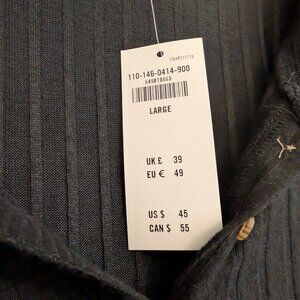 110-146-0414-900
LARGE
UK £ 39
EU € 49
US $ 45
CAN $ 55